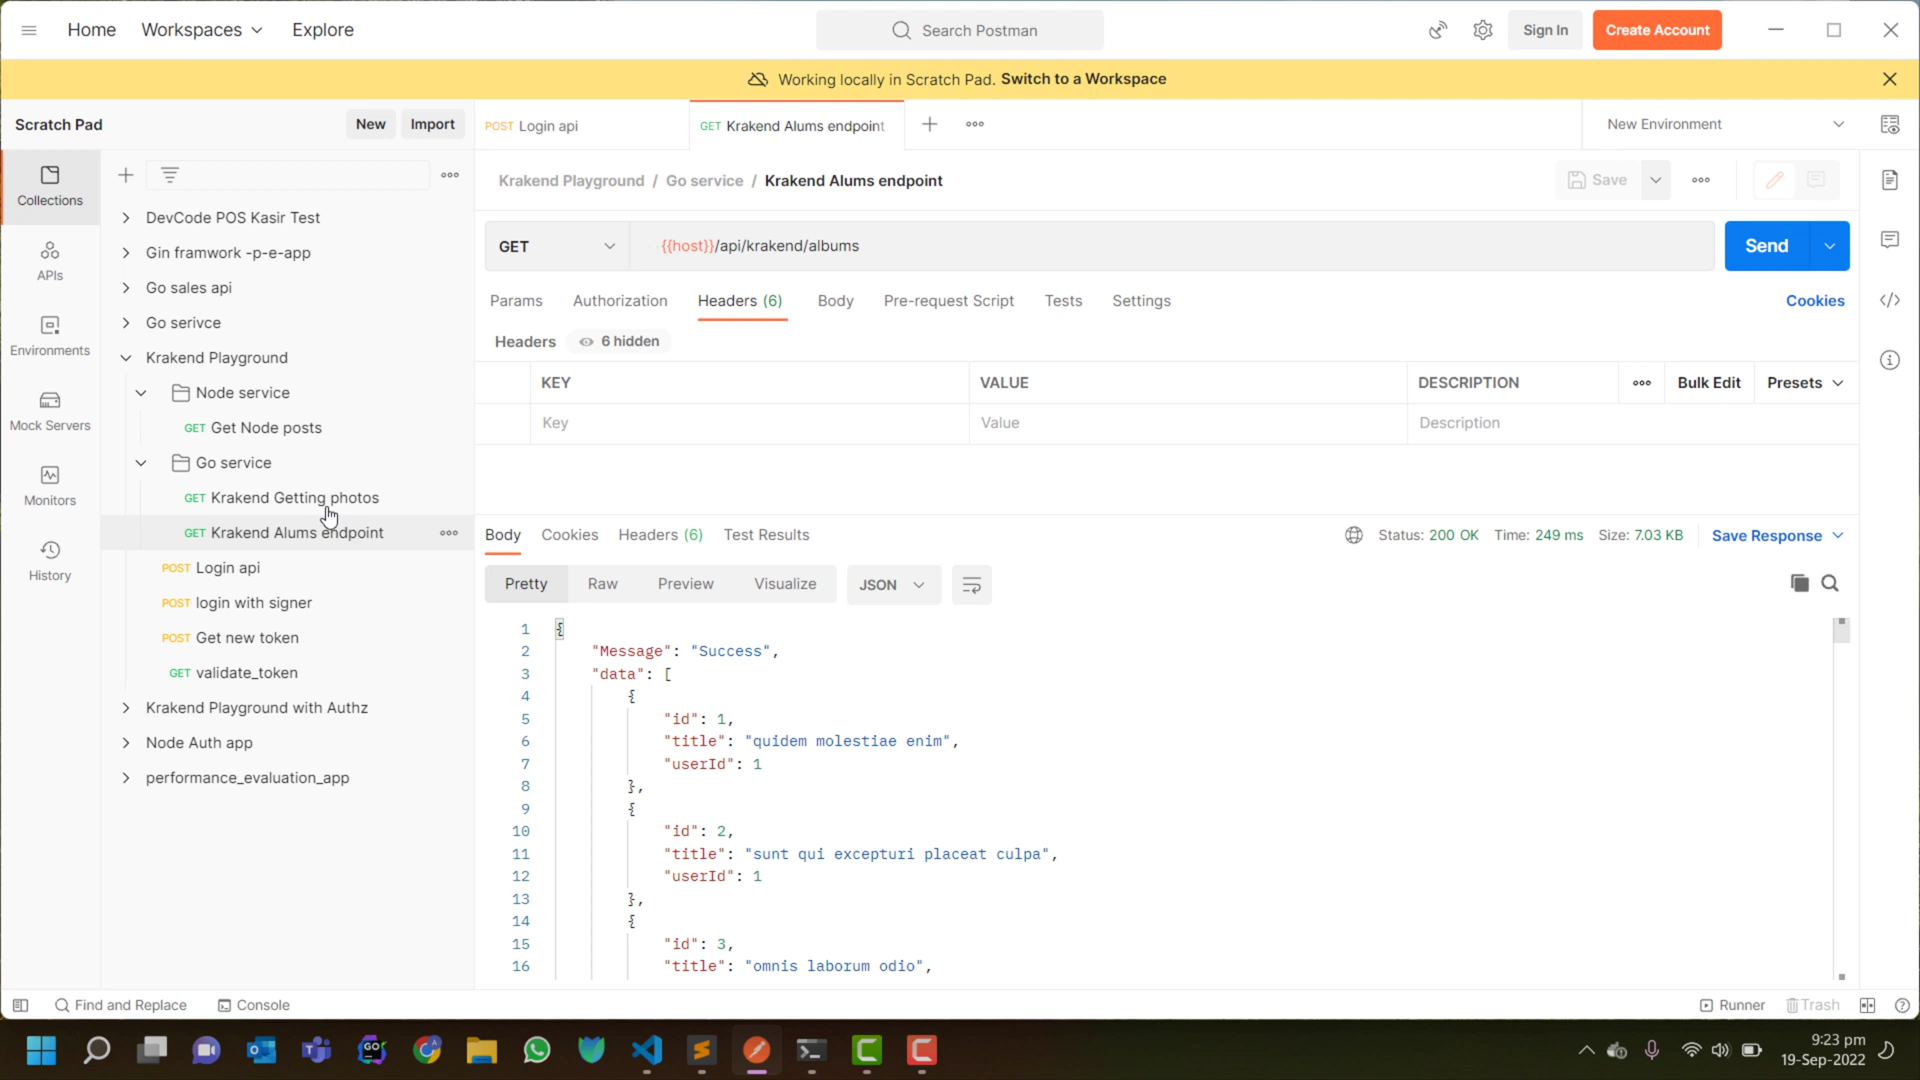 Home Workspaces Explore
Search Postman
Sign In Create Account
Working locally in Scratch Pad. Switch to a Workspace
Scratch Pad New Import
POST Login api
GET Krakend Alums endpoint
New Environment
Collections
APIs
Environments
Mock Servers
Monitors
History
DevCode POS Kasir Test
Gin framwork -p-e-app
Go sales api
Go serivce
Krakend Playground
Node service
GET Get Node posts
Go service
GET Krakend Getting photos
GET Krakend Alums endpoint
POST Login api
POST login with signer
POST Get new token
GET validate_token
Krakend Playground with Authz
Node Auth app
performance_evaluation_app
Krakend Playground / Go service / Krakend Alums endpoint
Save
GET {{host}}/api/krakend/albums
Send
Params Authorization Headers (6) Body Pre-request Script Tests Settings Cookies
Headers 6 hidden
KEY VALUE DESCRIPTION Bulk Edit Presets
Key Value Description
Body Cookies Headers (6) Test Results Status: 200 OK Time: 249 ms Size: 7.03 KB Save Response
Pretty Raw Preview Visualize JSON
1 {
2 "Message": "Success",
3 "data": [
4 {
5 "id": 1,
6 "title": "quidem molestiae enim",
7 "userId": 1
8 },
9 {
10 "id": 2,
11 "title": "sunt qui excepturi placeat culpa",
12 "userId": 1
13 },
14 {
15 "id": 3,
16 "title": "omnis laborum odio",
Find and Replace Console
Runner Trash
GO
9:23 pm
19-Sep-2022